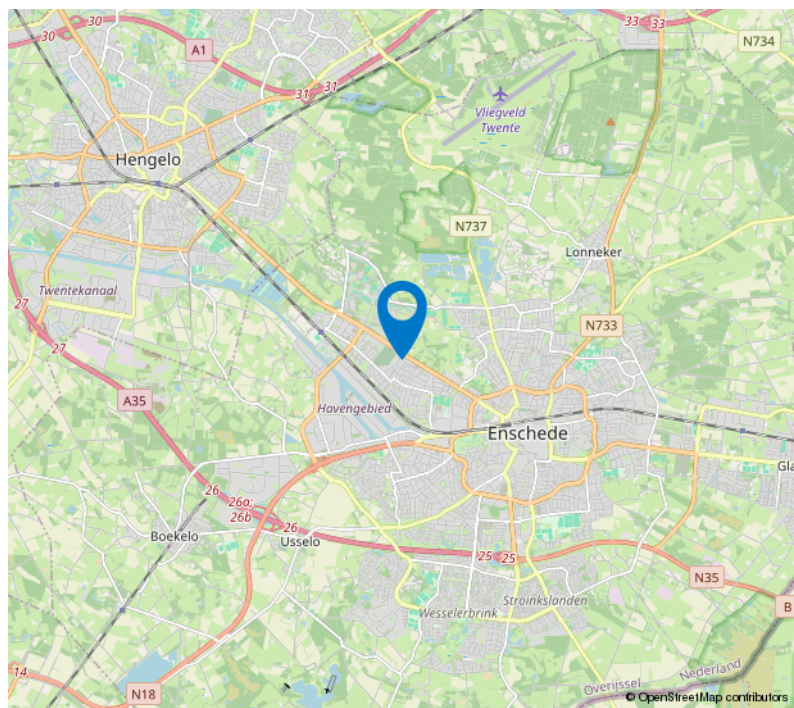 30
30
33
33
N734
A1
31
31
Vliegveld
Twente
Hengelo
N737
Lonneker
Twentekanaal
27
27
N733
A35
Havengebied
Enschede
Gla
26
26a;
26b
26
Boekelo
Usselo
25
25
N35
Wesselerbrink
Stroinkslanden
B
14
N18
Overijssel
Nederland
© OpenStreetMap contributors